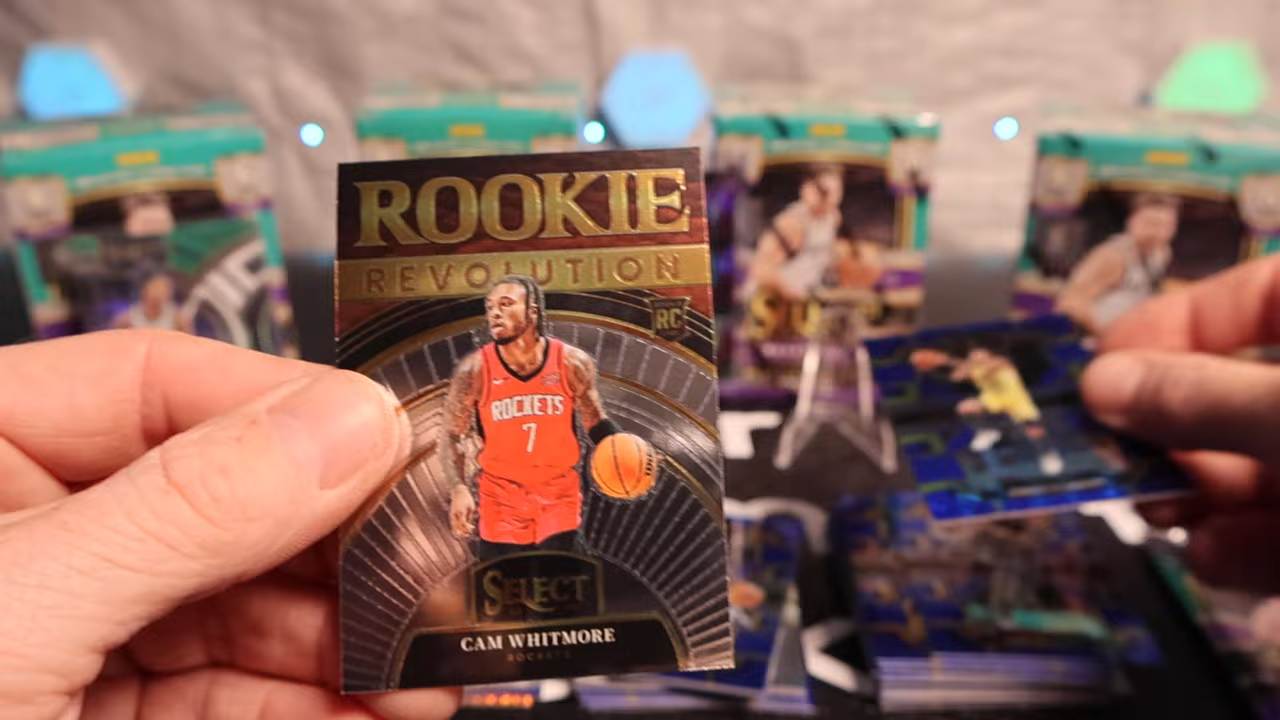 ROOKIE
REVOLUTION
RC
ROCKETS
7
SELECT
CAM WHITMORE
ROCKETS